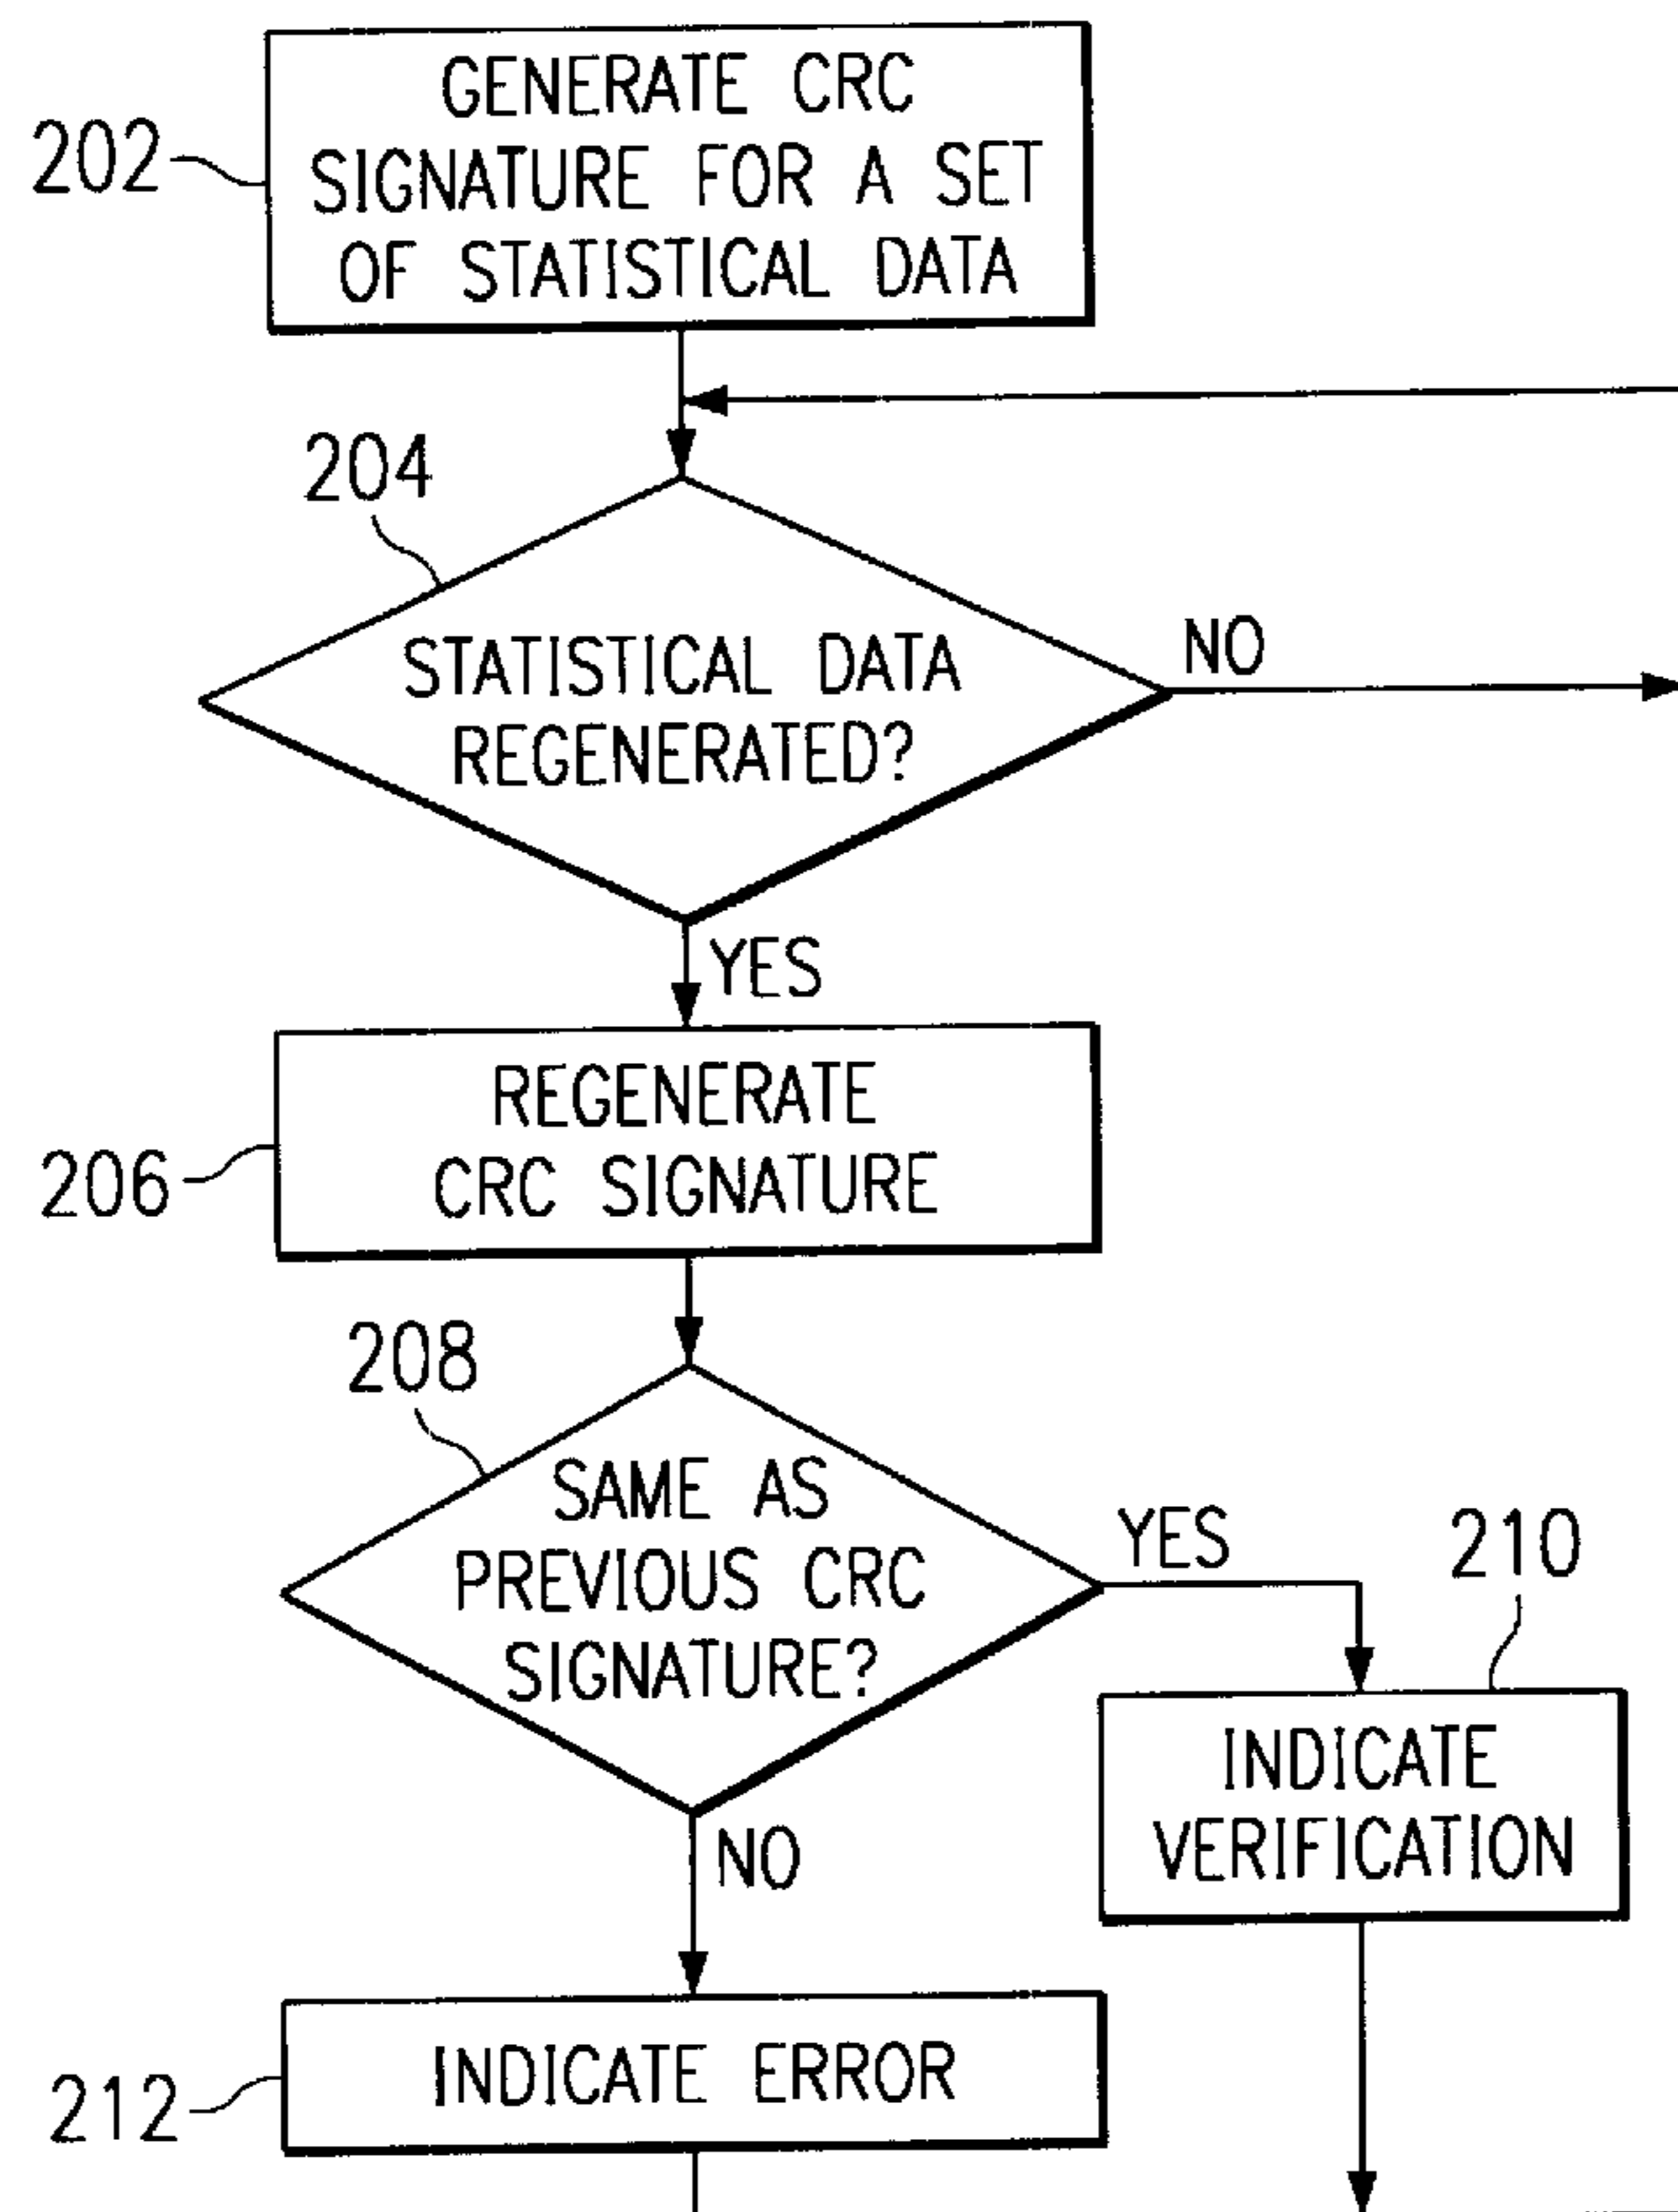 GENERATE CRC
SIGNATURE FOR A SET
OF STATISTICAL DATA
202
204
STATISTICAL DATA
REGENERATED?
NO
YES
REGENERATE
CRC SIGNATURE
206
208
SAME AS
PREVIOUS CRC
SIGNATURE?
YES
210
INDICATE
VERIFICATION
NO
INDICATE ERROR
212